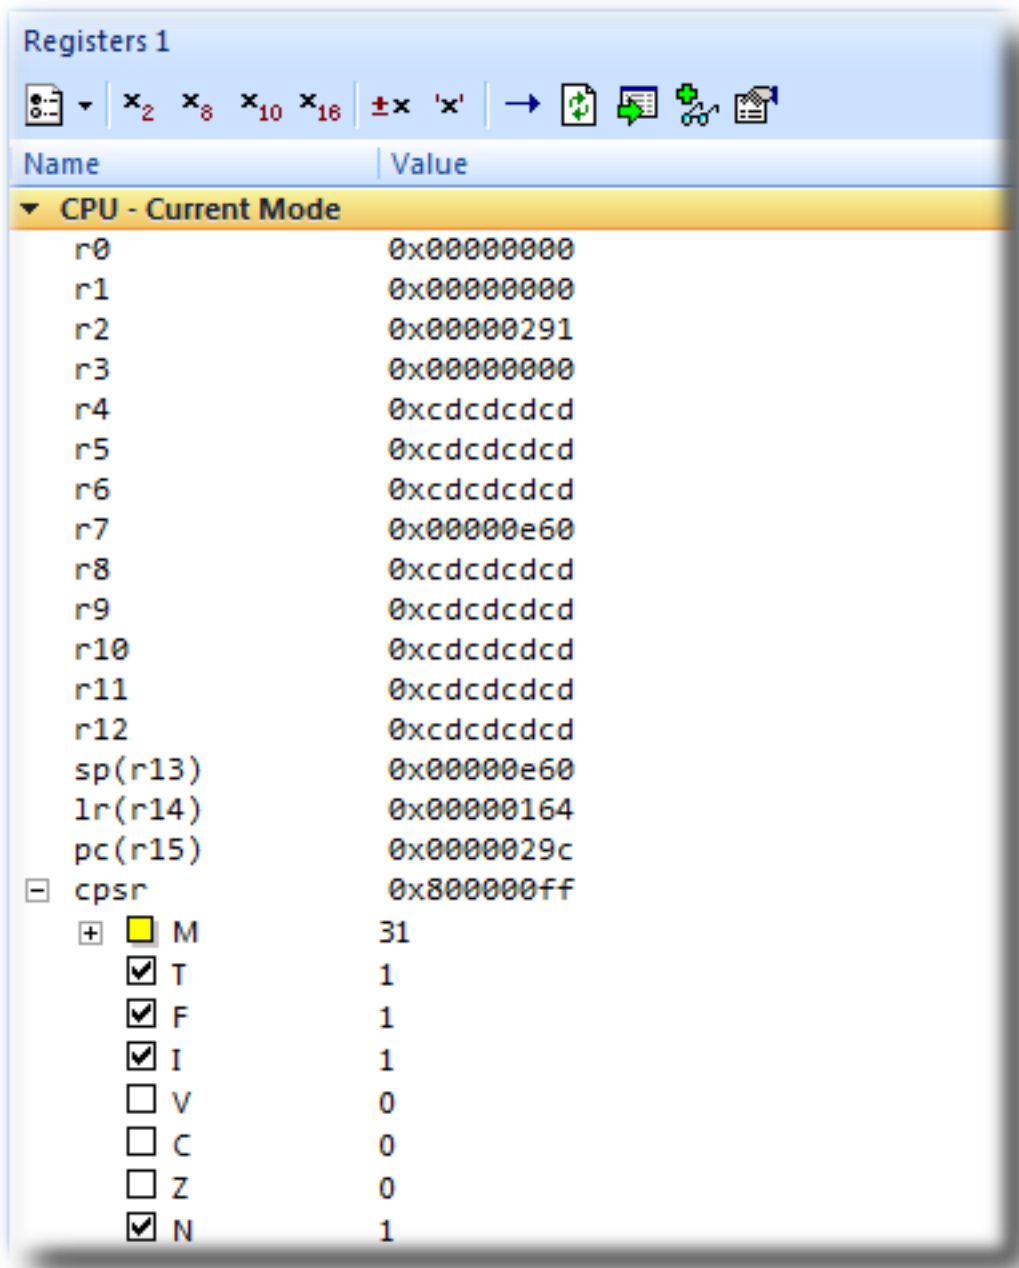 Registers 1
x2 x8 x10 x16 ±x 'x'
Name Value
CPU - Current Mode
r0 0x00000000
r1 0x00000000
r2 0x00000291
r3 0x00000000
r4 0xcdcdcdcd
r5 0xcdcdcdcd
r6 0xcdcdcdcd
r7 0x00000e60
r8 0xcdcdcdcd
r9 0xcdcdcdcd
r10 0xcdcdcdcd
r11 0xcdcdcdcd
r12 0xcdcdcdcd
sp(r13) 0x00000e60
lr(r14) 0x00000164
pc(r15) 0x0000029c
cpsr 0x800000ff
M 31
T 1
F 1
I 1
V 0
C 0
Z 0
N 1